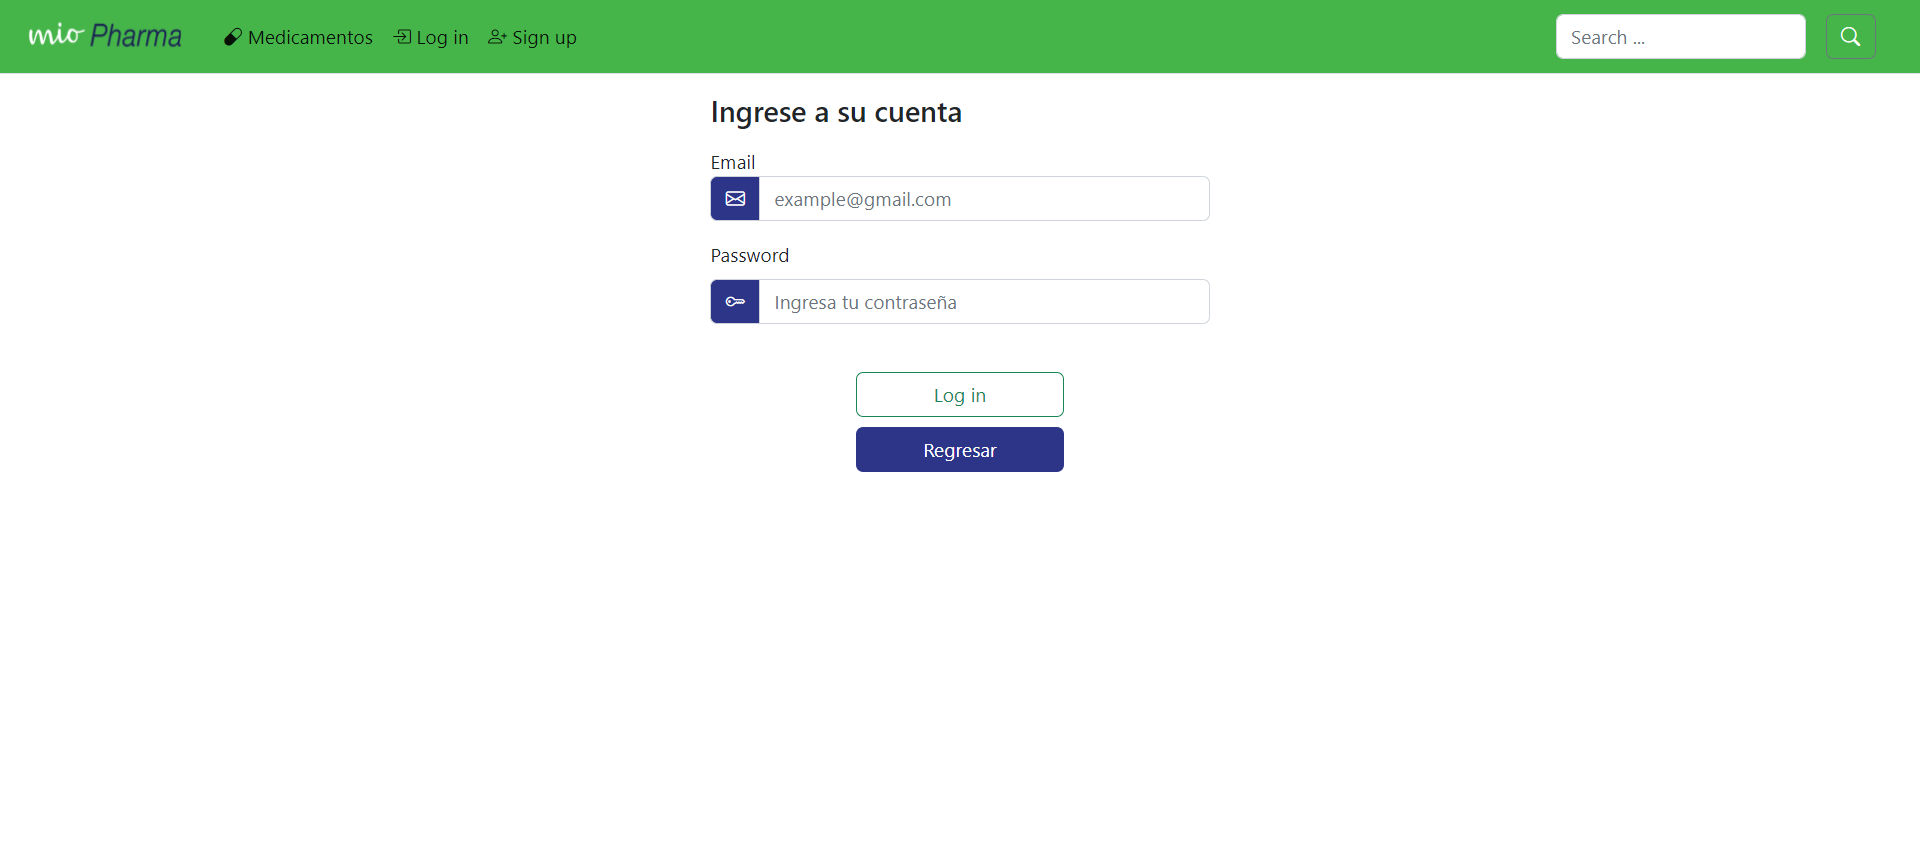 mio Pharma Medicamentos Log in Sign up Search ...
Ingrese a su cuenta
Email
example@gmail.com
Password
Ingresa tu contraseña
Log in
Regresar